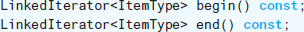 LinkedIterator<ItemType> begin() const;
LinkedIterator<ItemType> end() const;